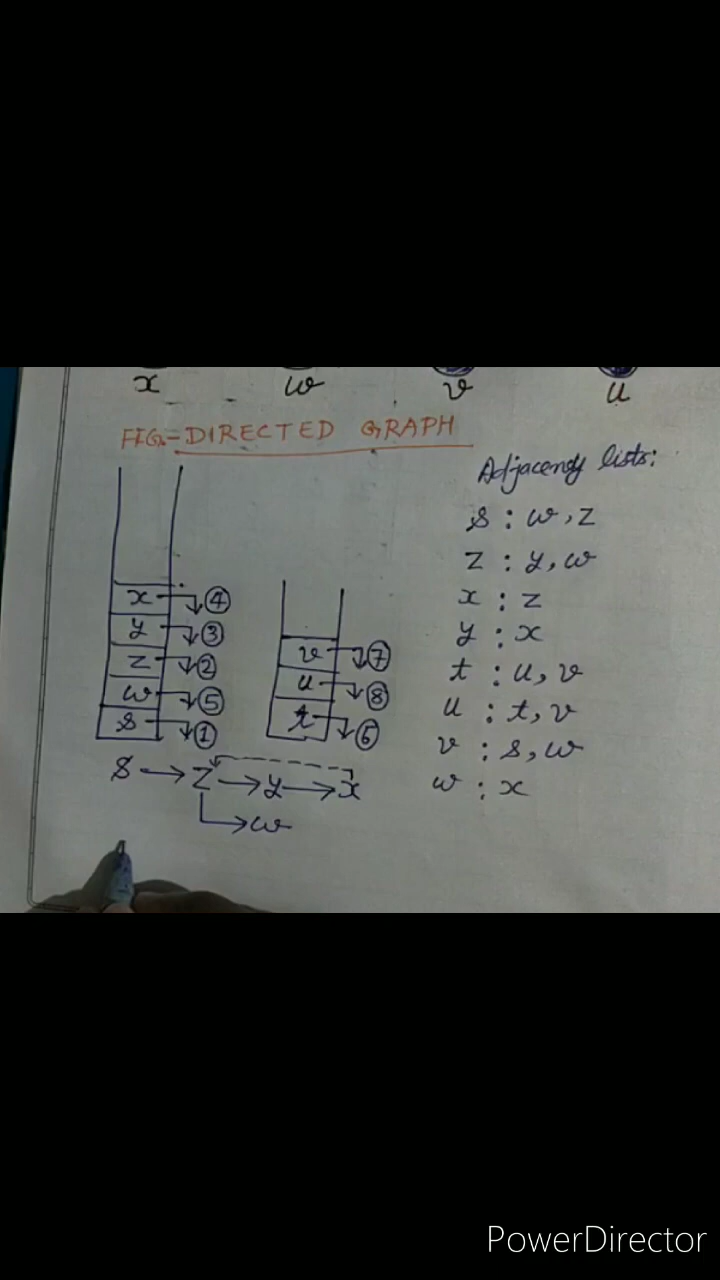 x w v u
FIG.-DIRECTED GRAPH
Adjacency lists:
s : w, z
z : y, w
x : z
y : x
t : u, v
u : t, v
v : s, w
w : x
x 4
y 3
z 2
w 5
s 1
v 7
u 8
t 6
s → z → y → x
→ w
PowerDirector